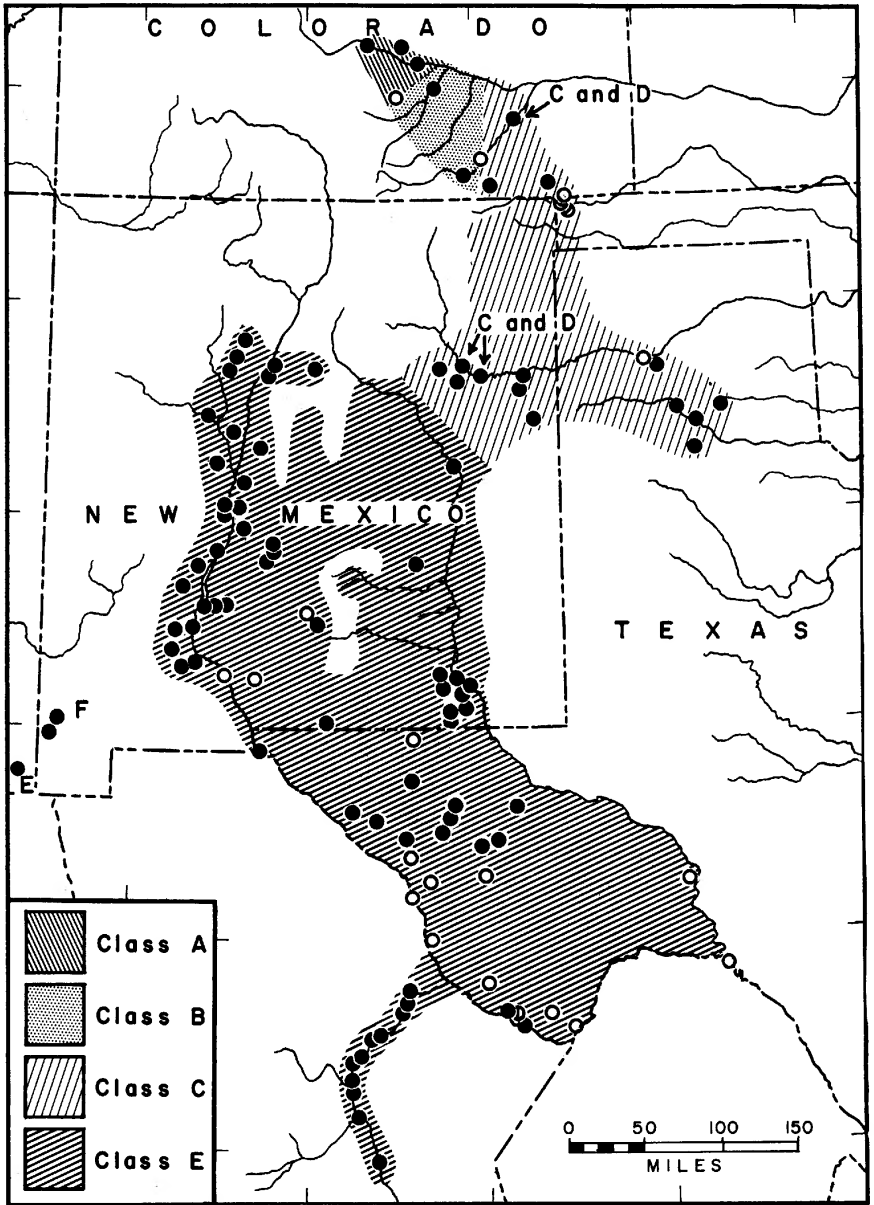 COLORADO
C and D
C and D
NEW MEXICO
TEXAS
F
E
Class A
Class B
Class C
Class E
0 50 100 150
MILES